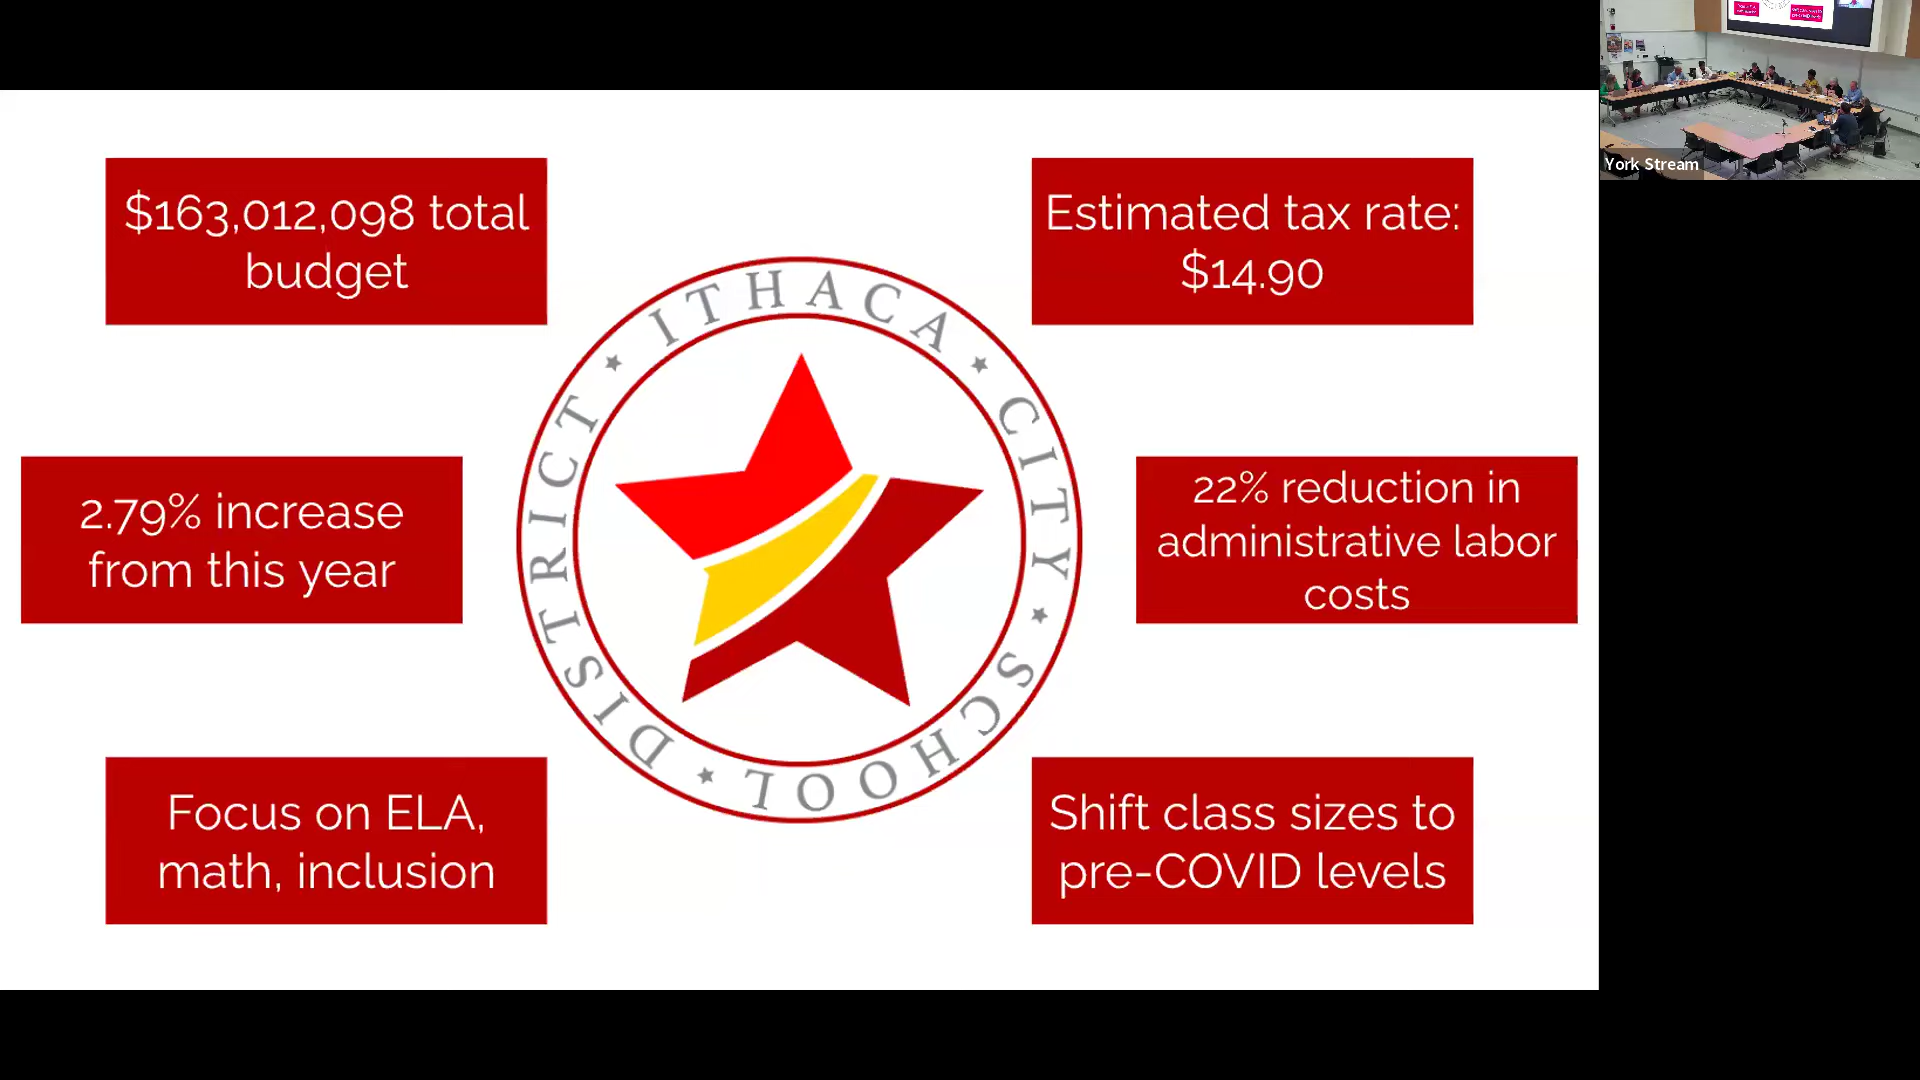 $163,012,098 total
budget
Estimated tax rate:
$14.90
ITHACA CITY SCHOOL DISTRICT
2.79% increase
from this year
22% reduction in
administrative labor
costs
Focus on ELA,
math, inclusion
Shift class sizes to
pre-COVID levels
York Stream